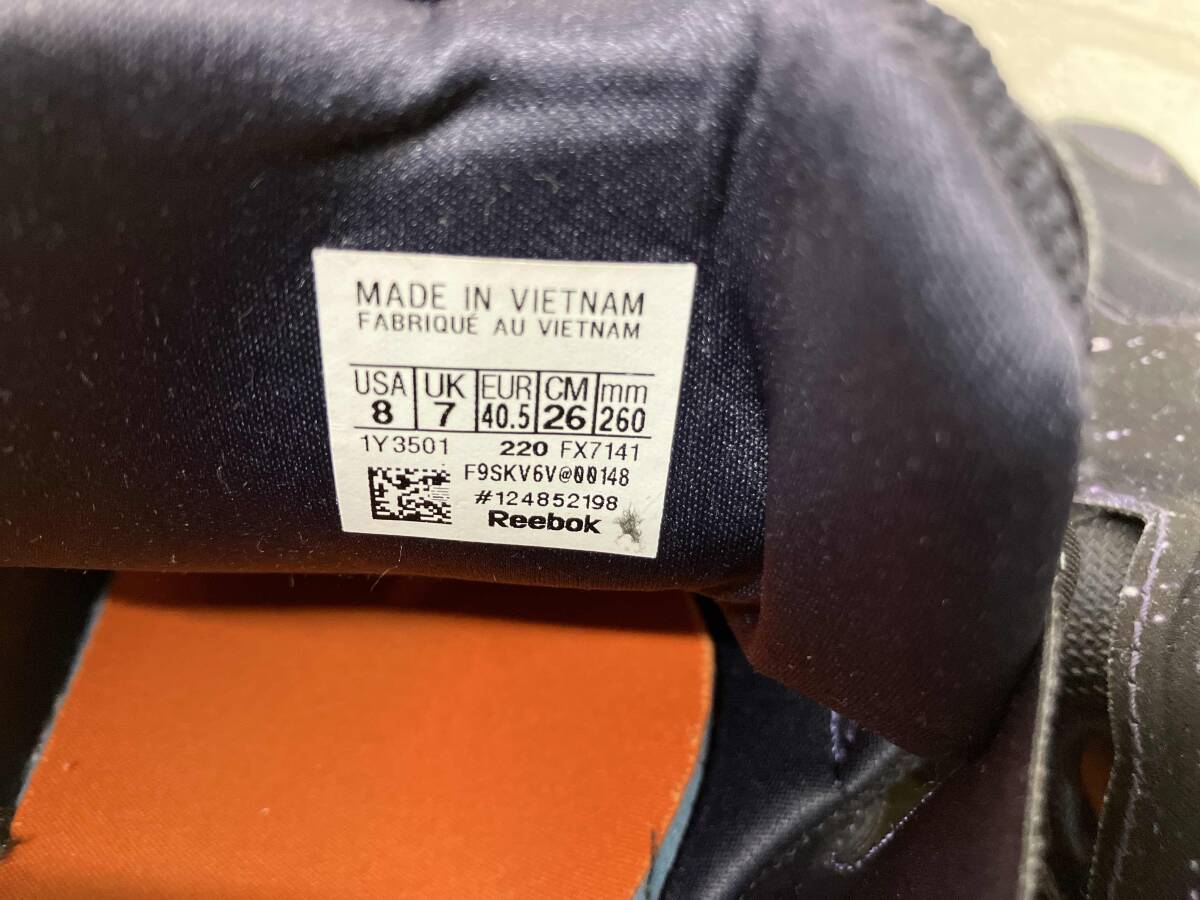 MADE IN VIETNAM
FABRIQUÉ AU VIETNAM
USA UK EUR CM mm
8 7 40.5 26 260
1Y3501 220 FX7141
F9SKV6V@00148
#124852198
Reebok